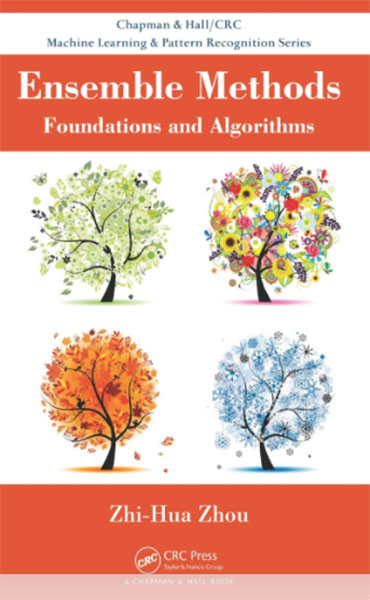 Chapman & Hall/CRC
Machine Learning & Pattern Recognition Series
Ensemble Methods
Foundations and Algorithms
Zhi-Hua Zhou
CRC
CRC Press
Taylor & Francis Group
A CHAPMAN & HALL BOOK